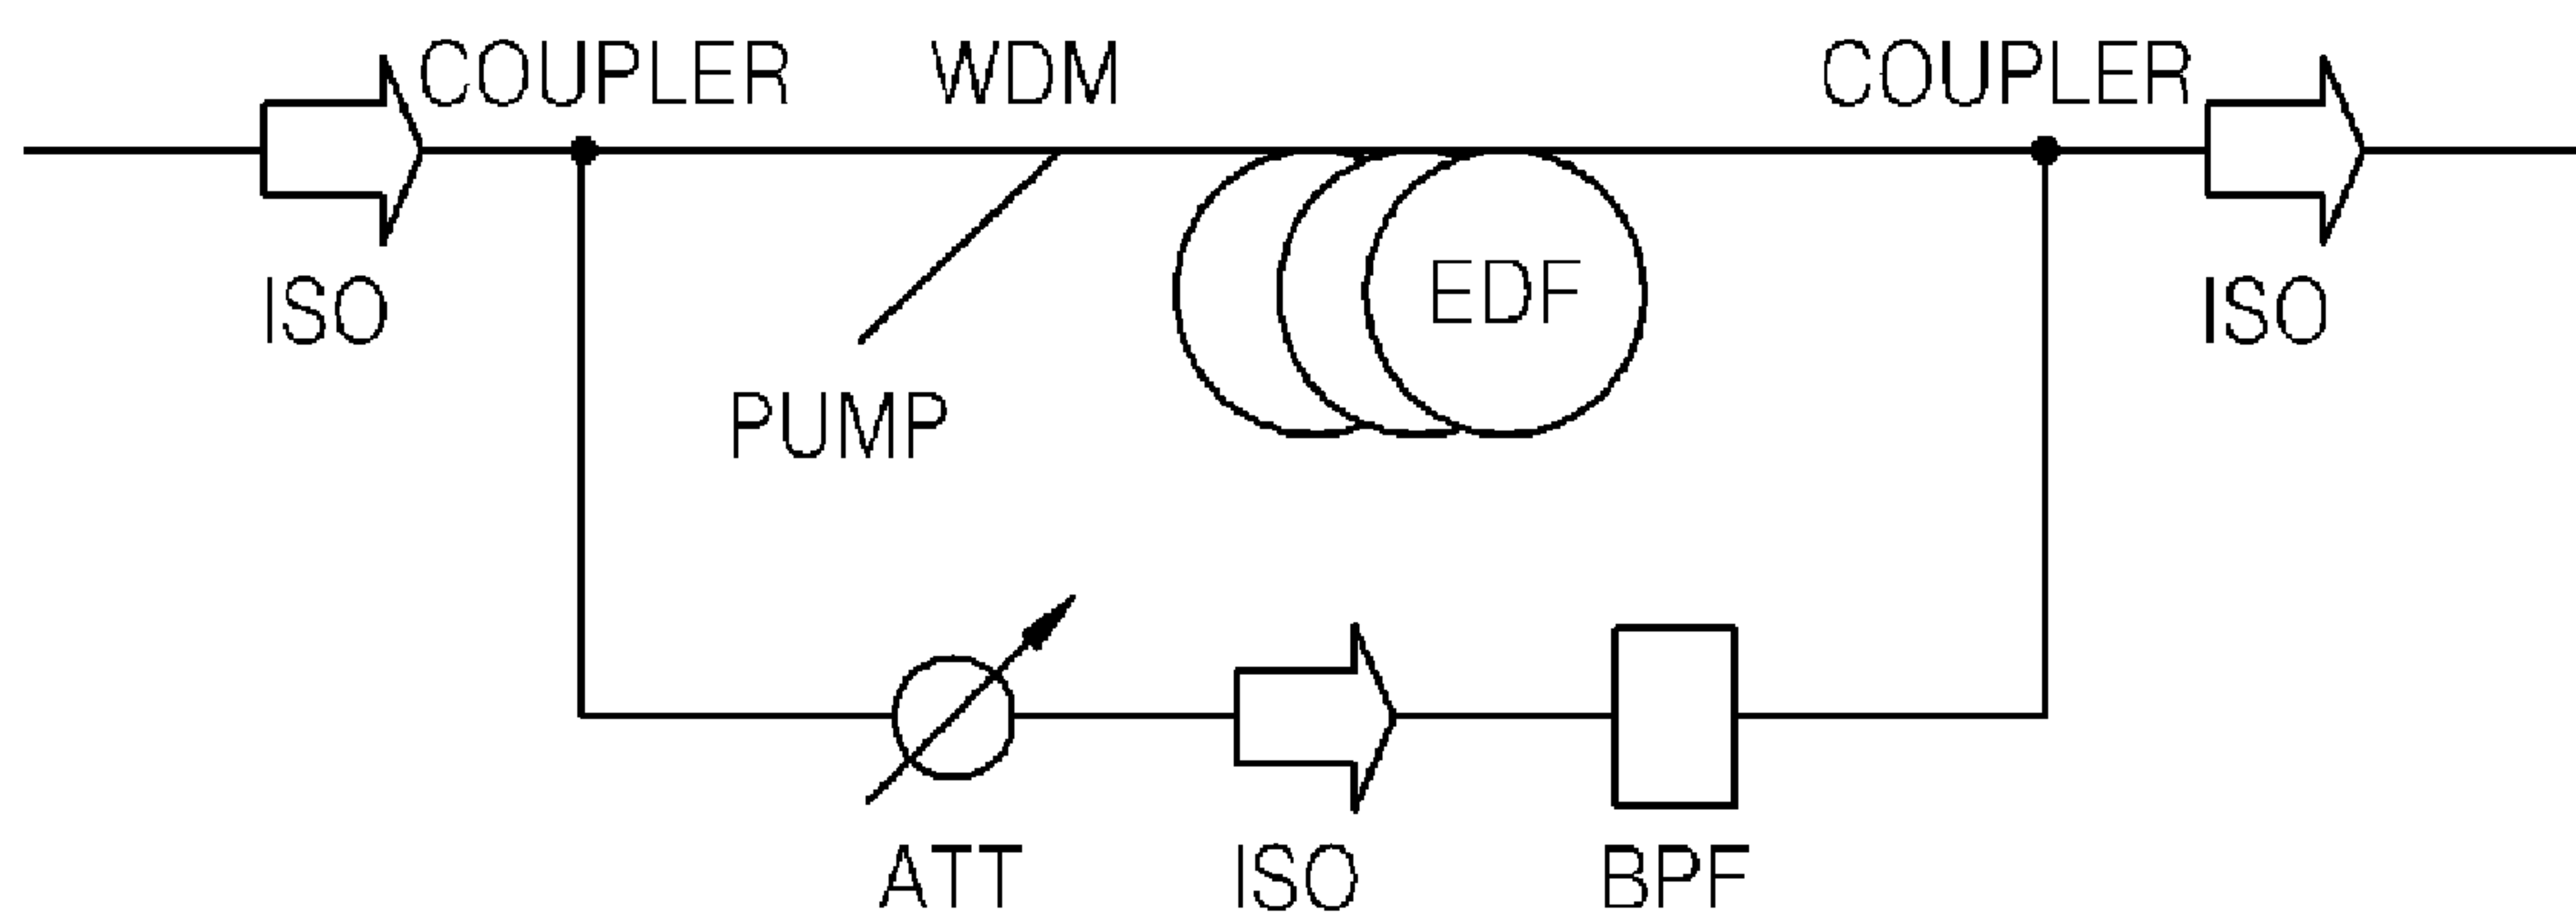 COUPLER
WDM
COUPLER
ISO
EDF
ISO
PUMP
ATT
ISO
BPF